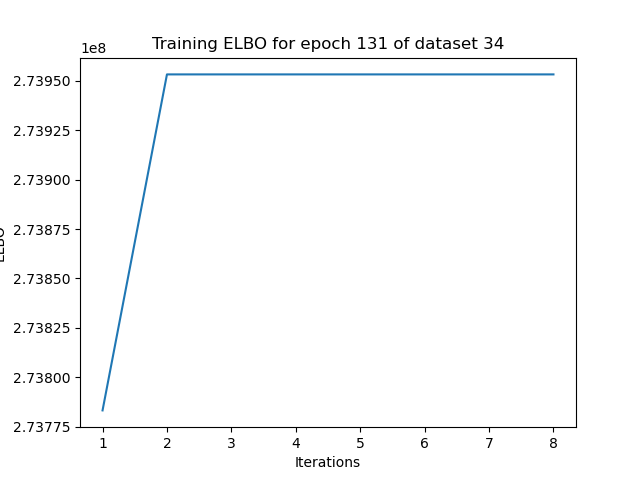 Training ELBO for epoch 131 of dataset 34
1e8
2.73950
2.73925
2.73900
2.73875
2.73850
2.73825
2.73800
2.73775
ELBO
1 2 3 4 5 6 7 8
Iterations